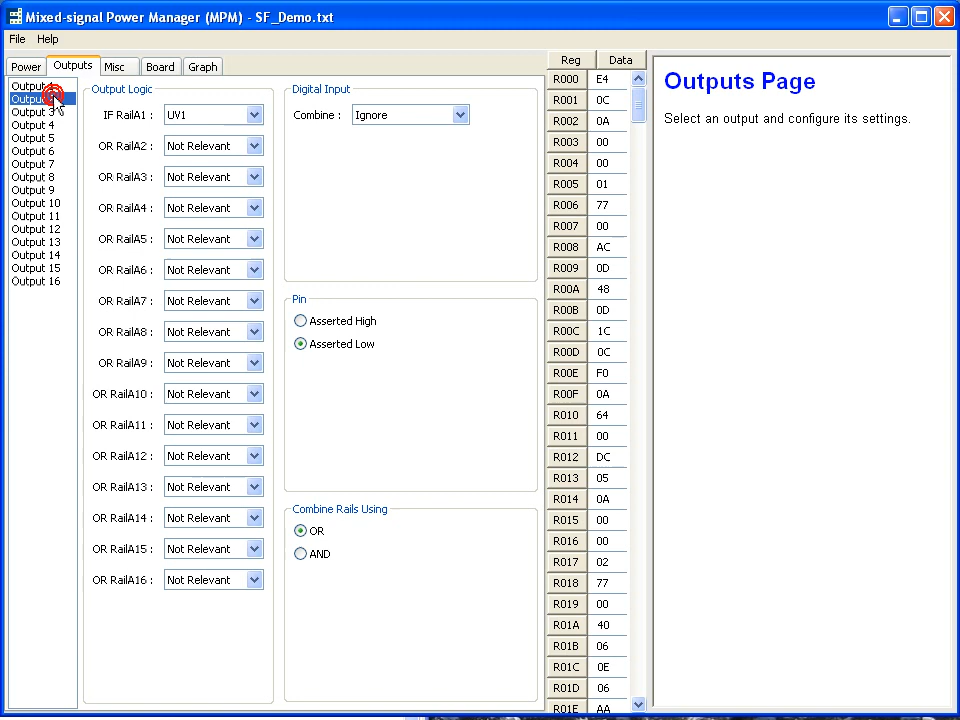 Mixed-signal Power Manager (MPM) - SF_Demo.txt
File Help
Power Outputs Misc Board Graph
Output
Output
Output 3
Output 4
Output 5
Output 6
Output 7
Output 8
Output 9
Output 10
Output 11
Output 12
Output 13
Output 14
Output 15
Output 16
Output Logic
IF RailA1 : UV1
OR RailA2 : Not Relevant
OR RailA3 : Not Relevant
OR RailA4 : Not Relevant
OR RailA5 : Not Relevant
OR RailA6 : Not Relevant
OR RailA7 : Not Relevant
OR RailA8 : Not Relevant
OR RailA9 : Not Relevant
OR RailA10 : Not Relevant
OR RailA11 : Not Relevant
OR RailA12 : Not Relevant
OR RailA13 : Not Relevant
OR RailA14 : Not Relevant
OR RailA15 : Not Relevant
OR RailA16 : Not Relevant
Digital Input
Combine : Ignore
Pin
Asserted High
Asserted Low
Combine Rails Using
OR
AND
Reg Data
R000 E4
R001 0C
R002 0A
R003 00
R004 00
R005 01
R006 77
R007 00
R008 AC
R009 0D
R00A 48
R00B 0D
R00C 1C
R00D 0C
R00E F0
R00F 0A
R010 64
R011 00
R012 DC
R013 05
R014 0A
R015 00
R016 00
R017 02
R018 77
R019 00
R01A 40
R01B 06
R01C 0E
R01D 06
R01E AA
Outputs Page
Select an output and configure its settings.